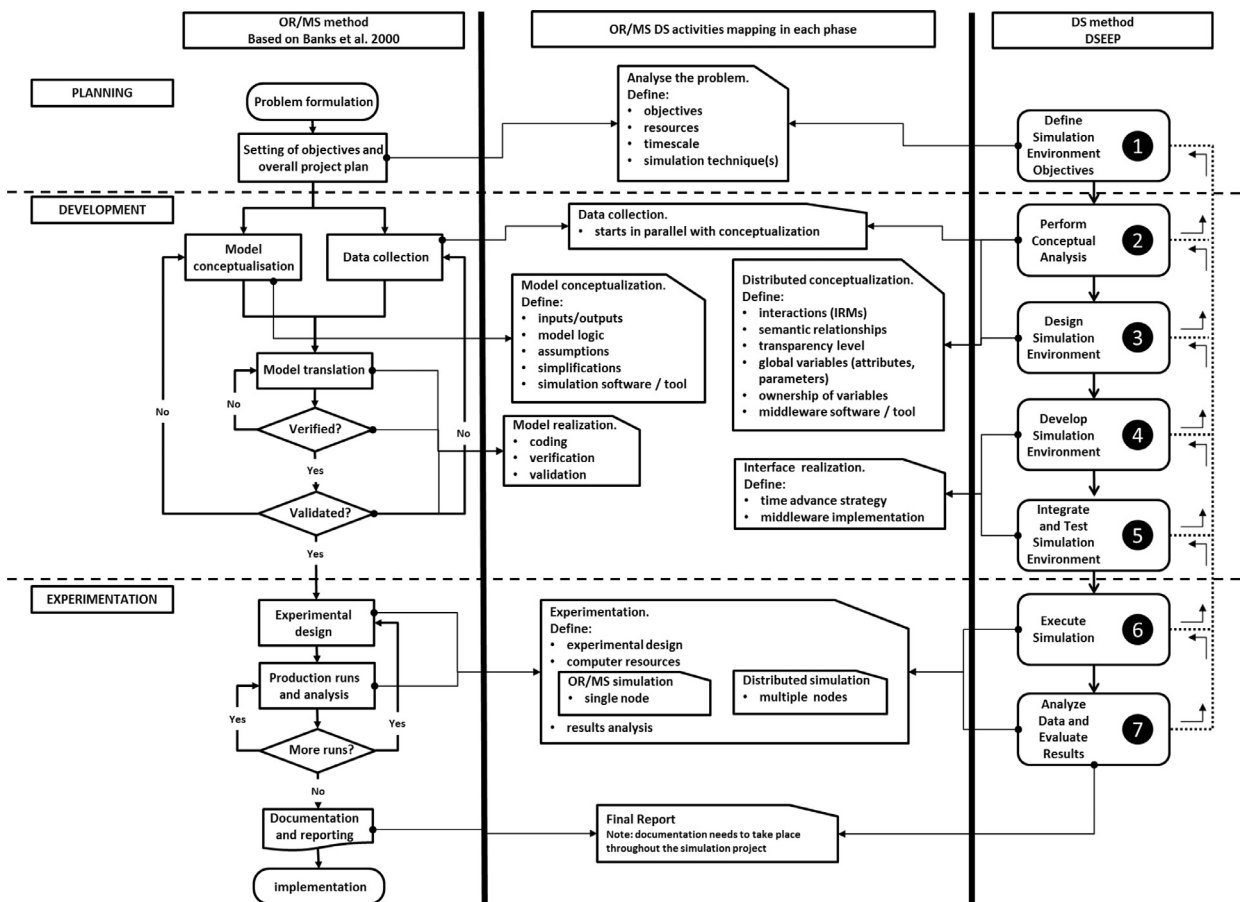 OR/MS method
Based on Banks et al. 2000
OR/MS DS activities mapping in each phase
DS method
DSEEP
PLANNING
Problem formulation
Setting of objectives and
overall project plan
Analyse the problem.
Define:
• objectives
• resources
• timescale
• simulation technique(s)
Define
Simulation
Environment
Objectives
1
DEVELOPMENT
Model
conceptualisation
Data collection
Data collection.
• starts in parallel with conceptualization
Perform
Conceptual
Analysis
2
Model conceptualization.
Define:
• inputs/outputs
• model logic
• assumptions
• simplifications
• simulation software / tool
Distributed conceptualization.
Define:
• interactions (IRMs)
• semantic relationships
• transparency level
• global variables (attributes,
parameters)
• ownership of variables
• middleware software / tool
Design
Simulation
Environment
3
Model translation
No
No
No
Verified?
Yes
Validated?
Yes
Model realization.
• coding
• verification
• validation
Develop
Simulation
Environment
4
Interface realization.
Define:
• time advance strategy
• middleware implementation
Integrate
and Test
Simulation
Environment
5
EXPERIMENTATION
Experimental
design
Production runs
and analysis
Yes
Yes
More runs?
No
Experimentation.
Define:
• experimental design
• computer resources
OR/MS simulation
• single node
Distributed simulation
• multiple nodes
• results analysis
Execute
Simulation
6
Analyze
Data and
Evaluate
Results
7
Documentation
and reporting
Final Report
Note: documentation needs to take place
throughout the simulation project
implementation